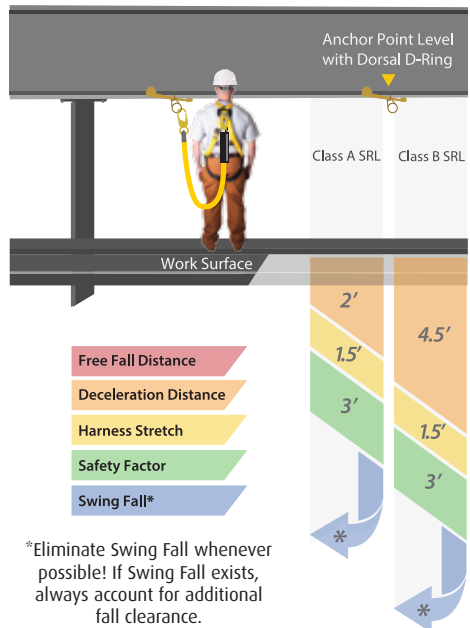 Anchor Point Level
with Dorsal D-Ring
Class A SRL
Class B SRL
Work Surface
2'
4.5'
1.5'
3'
1.5'
3'
Free Fall Distance
Deceleration Distance
Harness Stretch
Safety Factor
Swing Fall*
*
*
*Eliminate Swing Fall whenever
possible! If Swing Fall exists,
always account for additional
fall clearance.